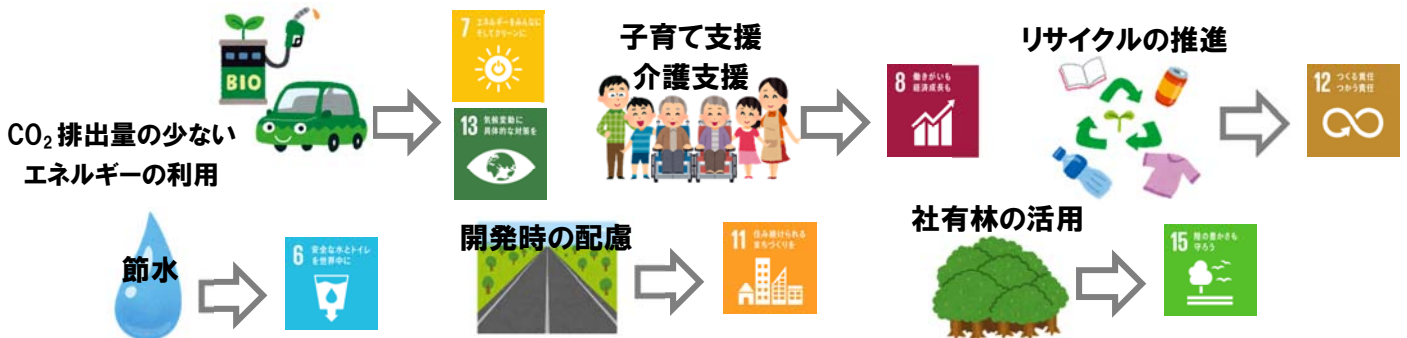 BIO
CO₂排出量の少ない
エネルギーの利用
7 エネルギーをみんなに
そしてクリーンに
13 気候変動に
具体的な対策を
子育て支援
介護支援
8 働きがいも
経済成長も
リサイクルの推進
12 つくる責任
つかう責任
節水
6 安全な水とトイレ
を世界中に
開発時の配慮
11 住み続けられる
まちづくりを
社有林の活用
15 陸の豊かさも
守ろう